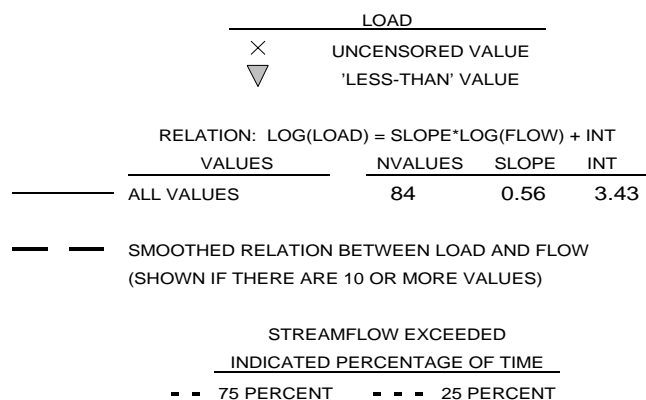 LOAD
UNCENSORED VALUE
'LESS-THAN' VALUE
RELATION: LOG(LOAD) = SLOPE*LOG(FLOW) + INT
VALUES NVALUES SLOPE INT
ALL VALUES 84 0.56 3.43
SMOOTHED RELATION BETWEEN LOAD AND FLOW
(SHOWN IF THERE ARE 10 OR MORE VALUES)
STREAMFLOW EXCEEDED
INDICATED PERCENTAGE OF TIME
75 PERCENT 25 PERCENT